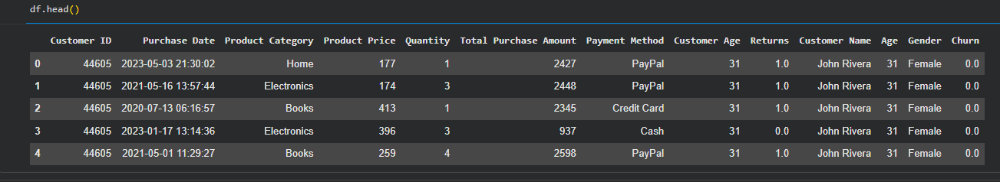 df.head()
Customer ID Purchase Date Product Category Product Price Quantity Total Purchase Amount Payment Method Customer Age Returns Customer Name Age Gender Churn
0 44605 2023-05-03 21:30:02 Home 177 1 2427 PayPal 31 1.0 John Rivera 31 Female 0.0
1 44605 2021-05-16 13:57:44 Electronics 174 3 2448 PayPal 31 1.0 John Rivera 31 Female 0.0
2 44605 2020-07-13 06:16:57 Books 413 1 2345 Credit Card 31 1.0 John Rivera 31 Female 0.0
3 44605 2023-01-17 13:14:36 Electronics 396 3 937 Cash 31 0.0 John Rivera 31 Female 0.0
4 44605 2021-05-01 11:29:27 Books 259 4 2598 PayPal 31 1.0 John Rivera 31 Female 0.0